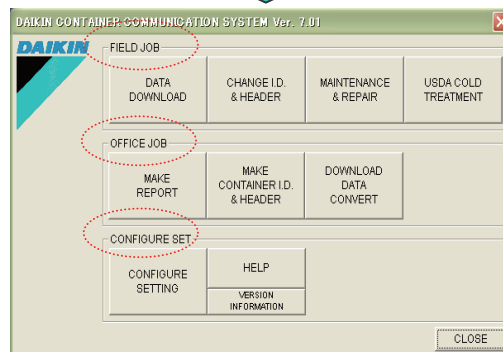 DAIKIN CONTAINER COMMUNICATION SYSTEM Ver. 7.01
DAIKIN
FIELD JOB
DATA
DOWNLOAD
CHANGE I.D.
& HEADER
MAINTENANCE
& REPAIR
USDA COLD
TREATMENT
OFFICE JOB
MAKE
REPORT
MAKE
CONTAINER I.D.
& HEADER
DOWNLOAD
DATA
CONVERT
CONFIGURE SET
CONFIGURE
SETTING
HELP
VERSION
INFORMATION
CLOSE